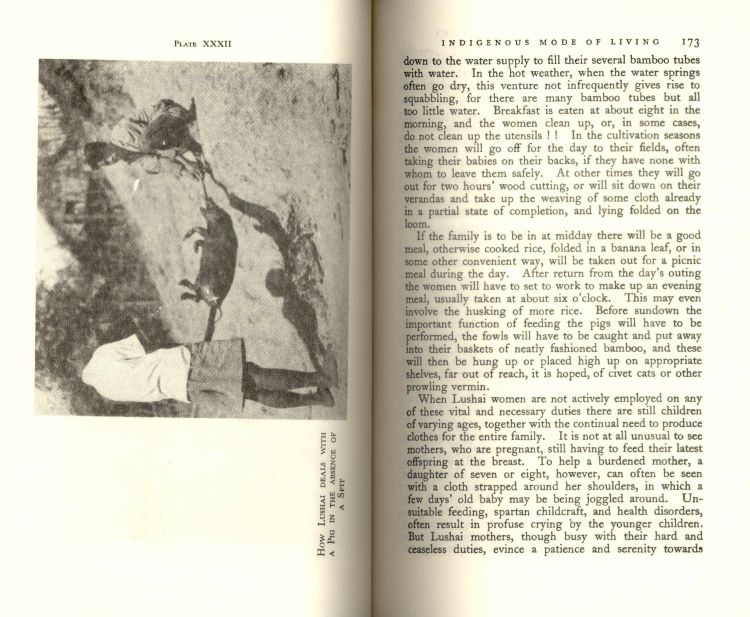 PLATE XXXII
HOW LUSHAI DEALS WITH
A PIG IN THE ABSENCE OF
A SPIT
INDIGENOUS MODE OF LIVING 173
down to the water supply to fill their several bamboo tubes
with water. In the hot weather, when the water springs
often go dry, this venture not infrequently gives rise to
squabbling, for there are many bamboo tubes but all
too little water. Breakfast is eaten at about eight in the
morning, and the women clean up, or, in some cases,
do not clean up the utensils ! ! In the cultivation seasons
the women will go off for the day to their fields, often
taking their babies on their backs, if they have none with
whom to leave them safely. At other times they will go
out for two hours' wood cutting, or will sit down on their
verandas and take up the weaving of some cloth already
in a partial state of completion, and lying folded on the
loom.
If the family is to be in at midday there will be a good
meal, otherwise cooked rice, folded in a banana leaf, or in
some other convenient way, will be taken out for a picnic
meal during the day. After return from the day's outing
the women will have to set to work to make up an evening
meal, usually taken at about six o'clock. This may even
involve the husking of more rice. Before sundown the
important function of feeding the pigs will have to be
performed, the fowls will have to be caught and put away
into their baskets of neatly fashioned bamboo, and these
will then be hung up or placed high up on appropriate
shelves, far out of reach, it is hoped, of civet cats or other
prowling vermin.
When Lushai women are not actively employed on any
of these vital and necessary duties there are still children
of varying ages, together with the continual need to produce
clothes for the entire family. It is not at all unusual to see
mothers, who are pregnant, still having to feed their latest
offspring at the breast. To help a burdened mother, a
daughter of seven or eight, however, can often be seen
with a cloth strapped around her shoulders, in which a
few days' old baby may be being joggled around. Un-
suitable feeding, spartan childcraft, and health disorders,
often result in profuse crying by the younger children.
But Lushai mothers, though busy with their hard and
ceaseless duties, evince a patience and serenity towards